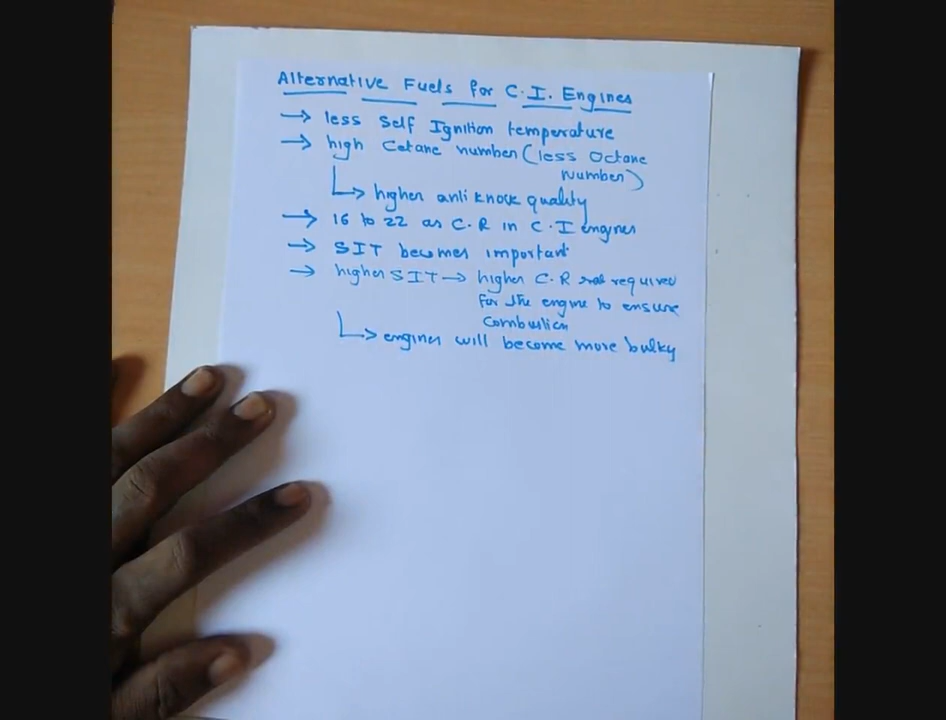 Alternative Fuels for C.I. Engines
→ less Self Ignition temperature
→ high Cetane number (less Octane
number)
↳ higher anti knock quality
→ 16 to 22 as C.R in C.I engines
→ SIT becomes important
→ higher SIT → higher C.R required
for the engine to ensure
Combustion
↳ engines will become more bulky